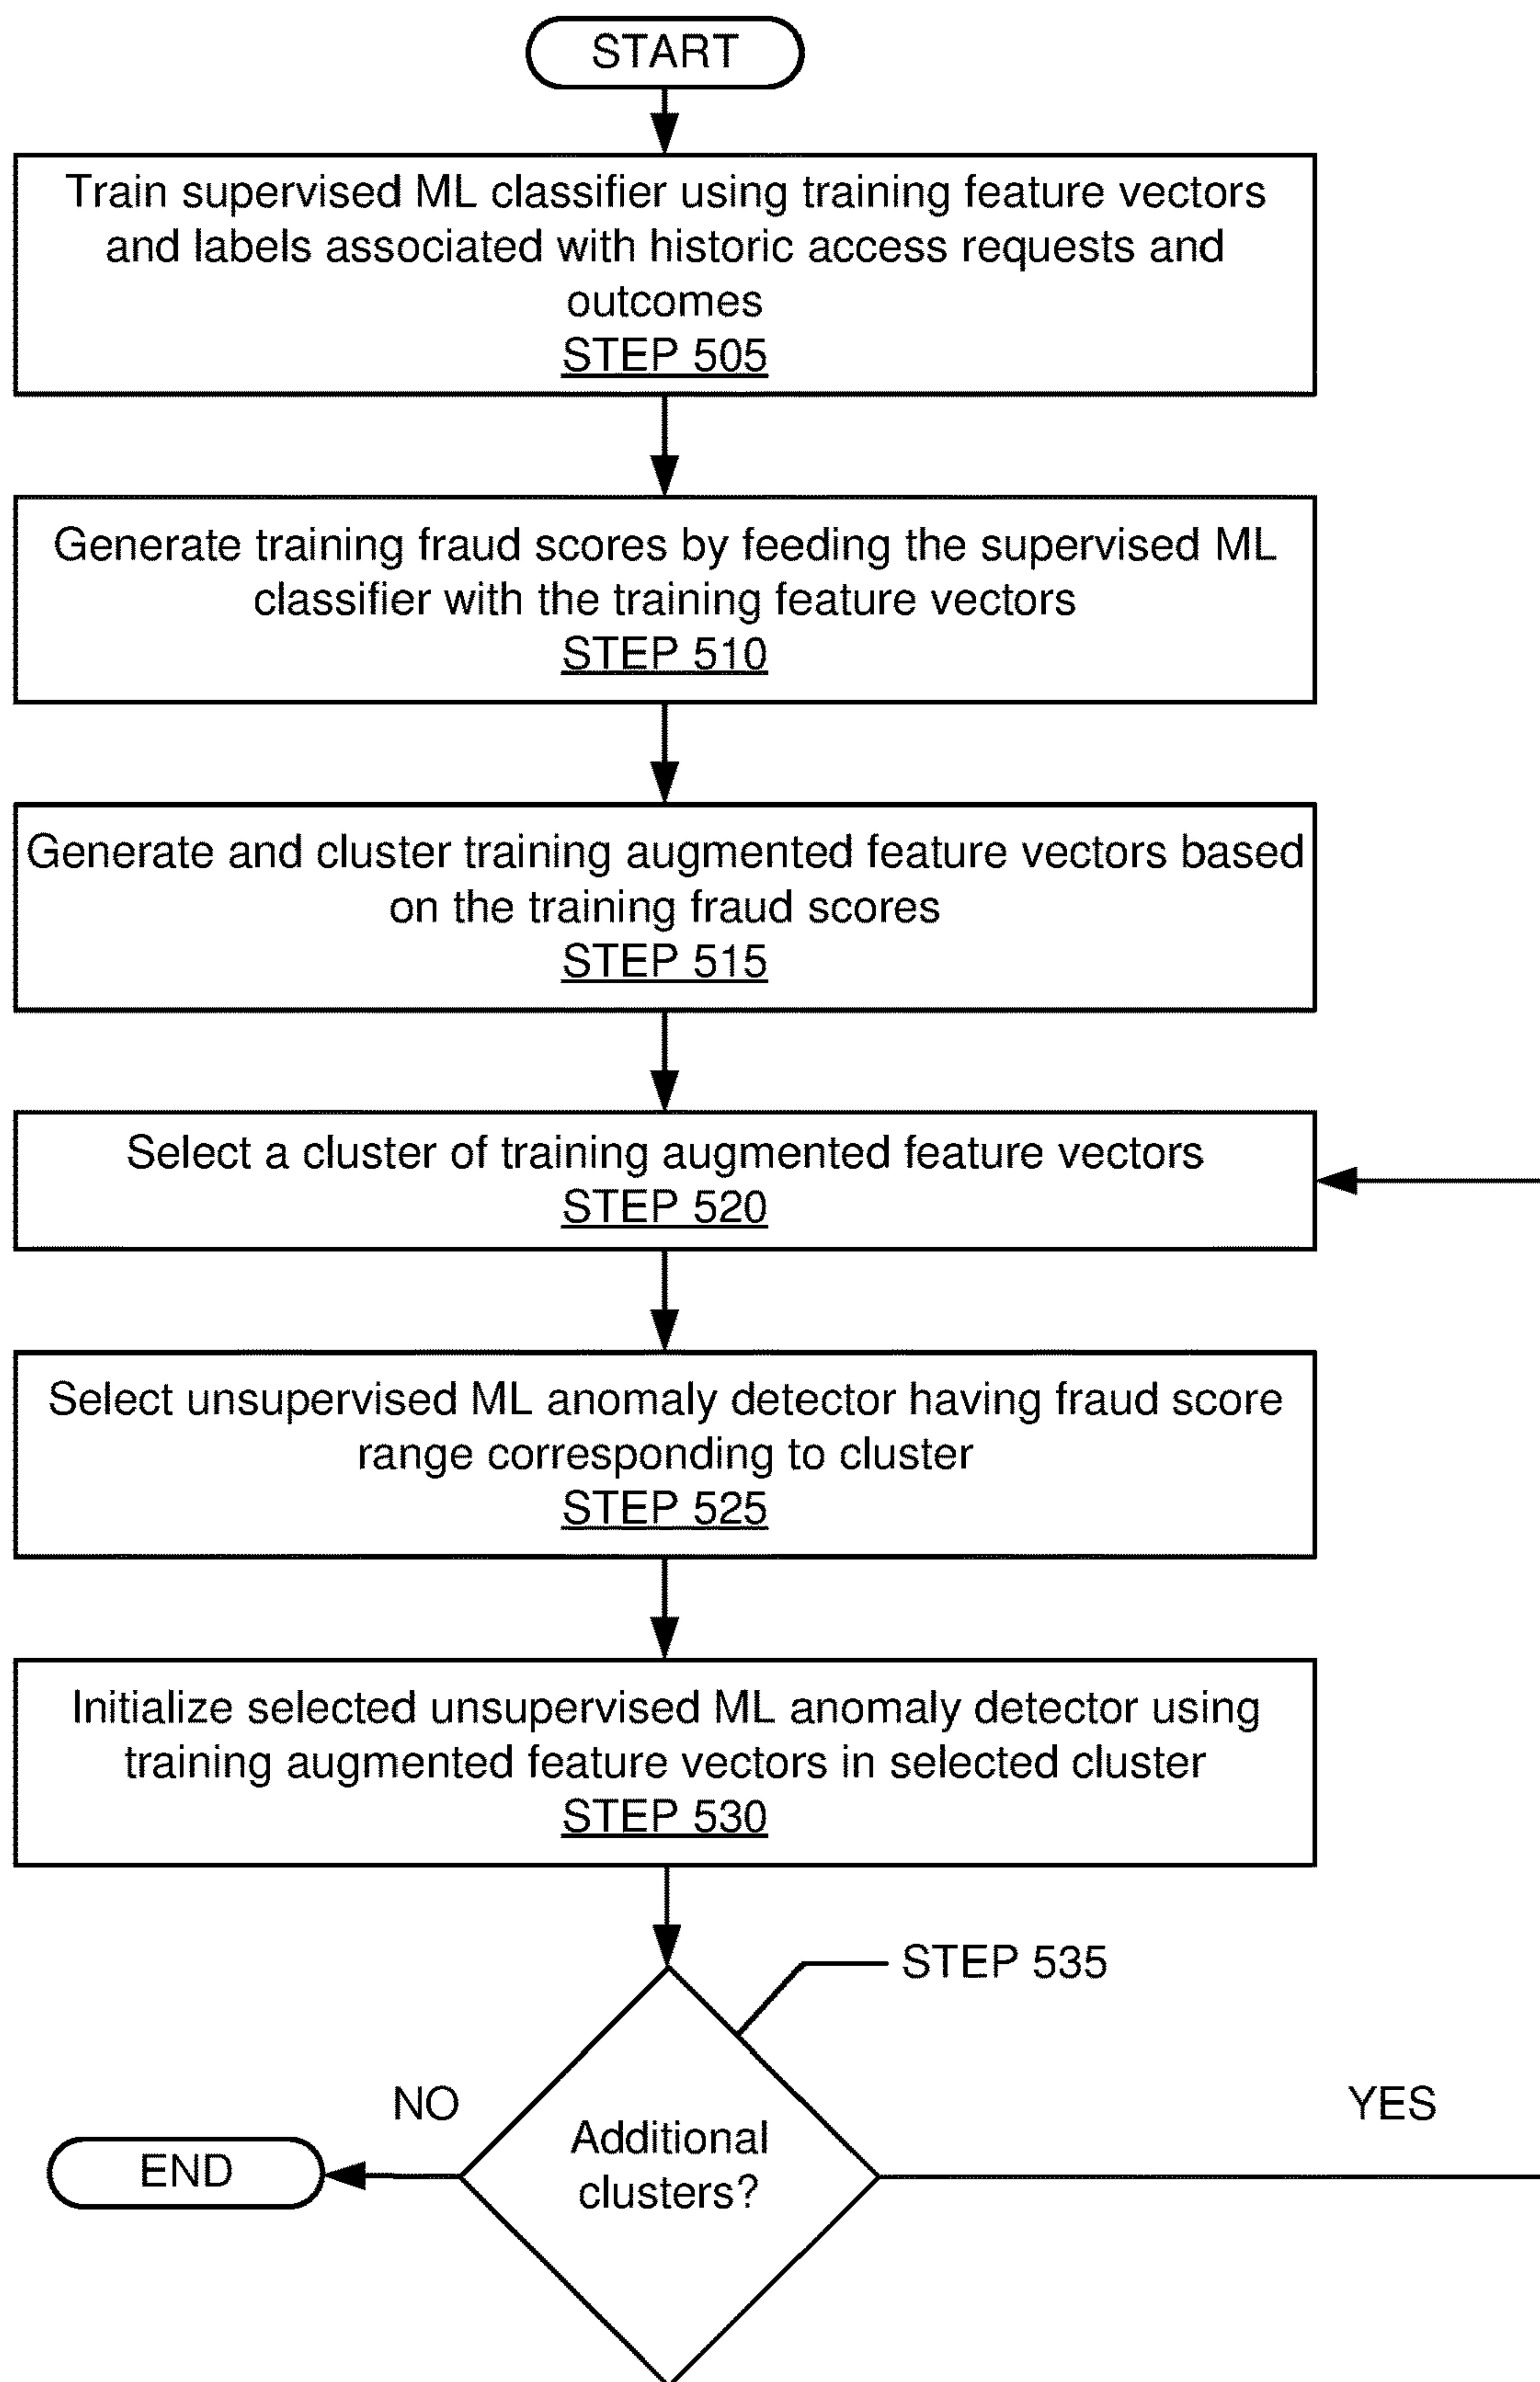 START
Train supervised ML classifier using training feature vectors
and labels associated with historic access requests and
outcomes
STEP 505
Generate training fraud scores by feeding the supervised ML
classifier with the training feature vectors
STEP 510
Generate and cluster training augmented feature vectors based
on the training fraud scores
STEP 515
Select a cluster of training augmented feature vectors
STEP 520
Select unsupervised ML anomaly detector having fraud score
range corresponding to cluster
STEP 525
Initialize selected unsupervised ML anomaly detector using
training augmented feature vectors in selected cluster
STEP 530
STEP 535
NO
YES
Additional
clusters?
END